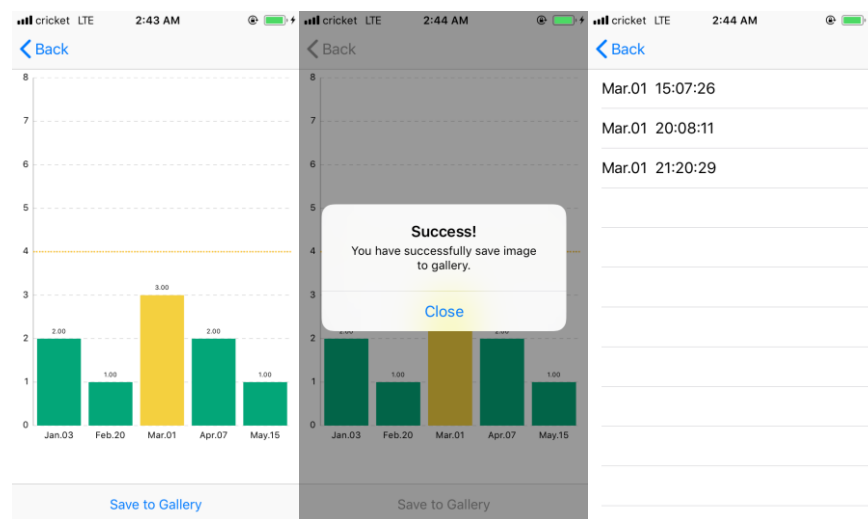 cricket LTE 2:43 AM
Back
8
7
6
5
4
3
2
1
0
3.00
2.00
2.00
1.00
1.00
Jan.03 Feb.20 Mar.01 Apr.07 May.15
Save to Gallery
cricket LTE 2:44 AM
Back
8
7
6
5
4
3
2
1
0
Success!
You have successfully save image
to gallery.
Close
2.00
2.00
1.00
1.00
Jan.03 Feb.20 Mar.01 Apr.07 May.15
Save to Gallery
cricket LTE 2:44 AM
Back
Mar.01 15:07:26
Mar.01 20:08:11
Mar.01 21:20:29